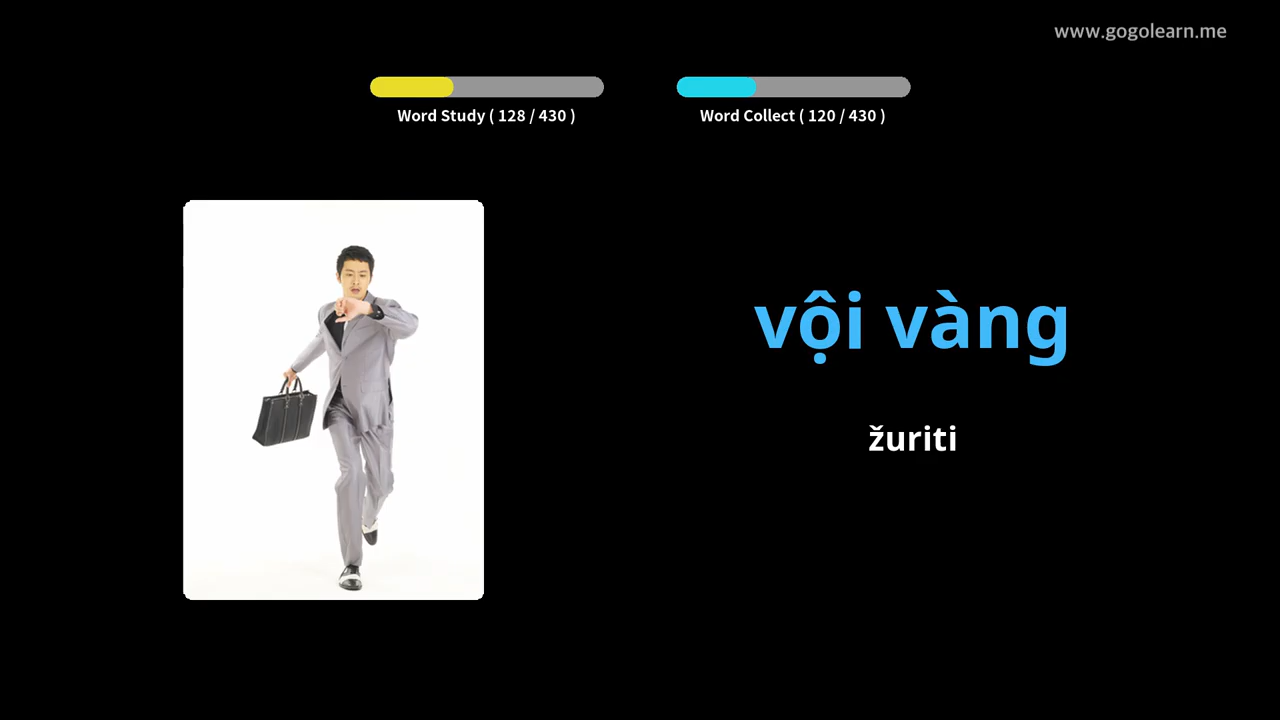 www.gogolearn.me
Word Study ( 128 / 430 )
Word Collect ( 120 / 430 )
vội vàng
žuriti